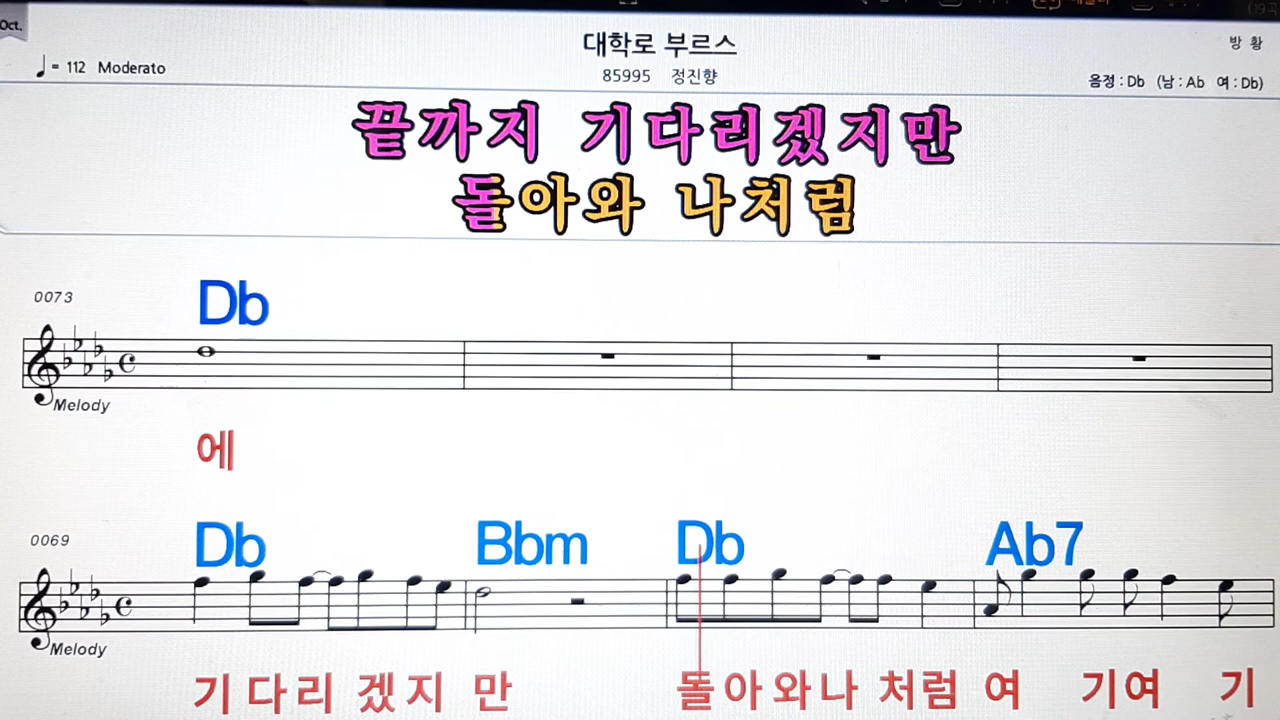 Oct.
대학로 부르스
방 황
♩= 112 Moderato
85995 정진향
음정 : Db (남 : Ab 여 : Db)
끝까지 기다리겠지만
돌아와 나처럼
0073
Db
Melody
에
0069
Db Bbm Db Ab7
Melody
기 다 리 겠 지 만 돌 아 와 나 처 럼 여 기 여 기